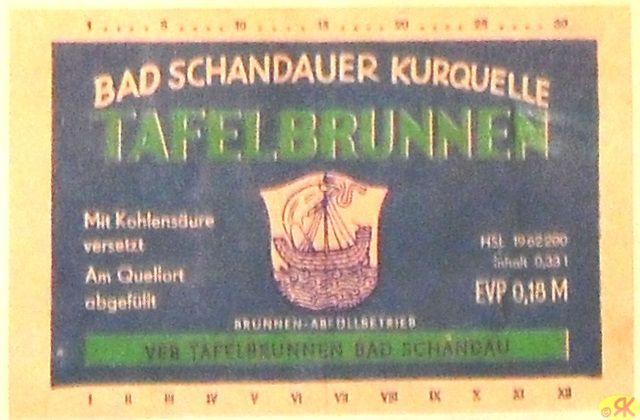 1 5 10 15 20 25 30
BAD SCHANDAUER KURQUELLE
TAFELBRUNNEN
Mit Kohlensäure
versetzt
Am Quellort
abgefüllt
HSL 1962200
Inhalt 0,33 l
EVP 0,18 M
BRUNNEN-ABFÜLLBETRIEB
VEB TAFELBRUNNEN BAD SCHANDAU
I II III IV V VI VII VIII IX X XI XII
© RK